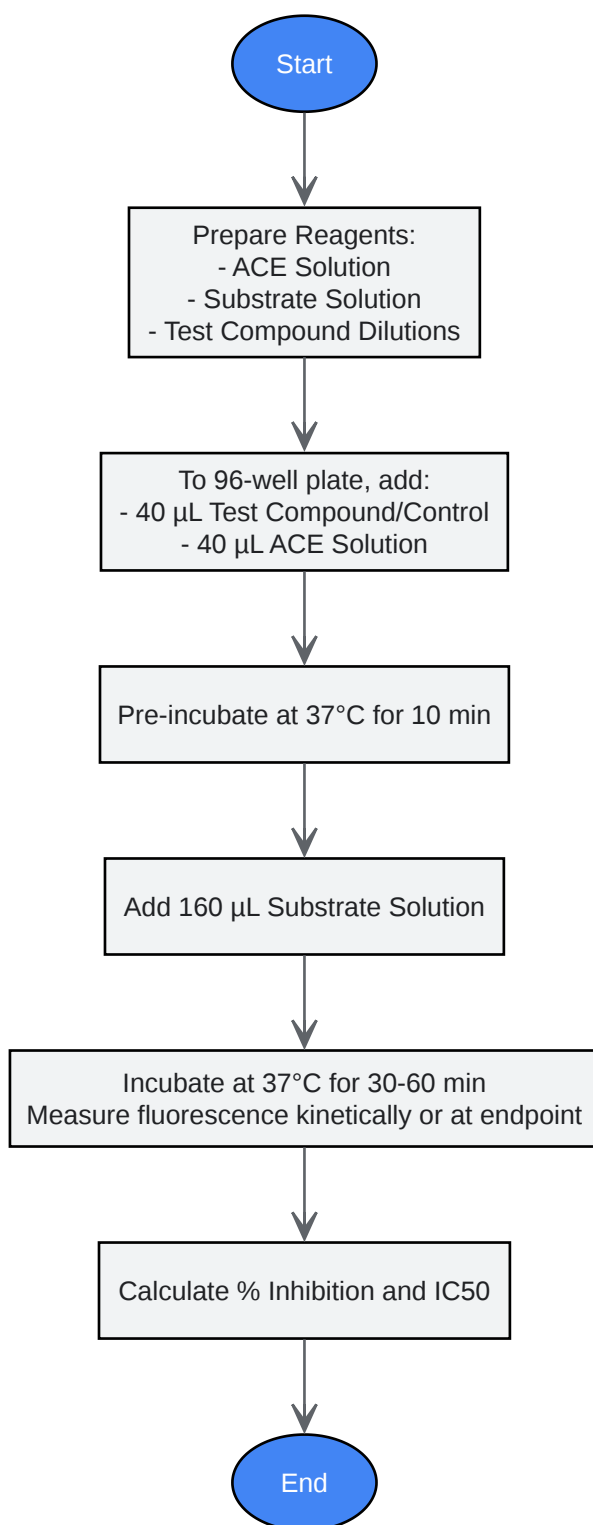 Start
Prepare Reagents:
- ACE Solution
- Substrate Solution
- Test Compound Dilutions
To 96-well plate, add:
- 40 µL Test Compound/Control
- 40 µL ACE Solution
Pre-incubate at 37°C for 10 min
Add 160 µL Substrate Solution
Incubate at 37°C for 30-60 min
Measure fluorescence kinetically or at endpoint
Calculate % Inhibition and IC50
End